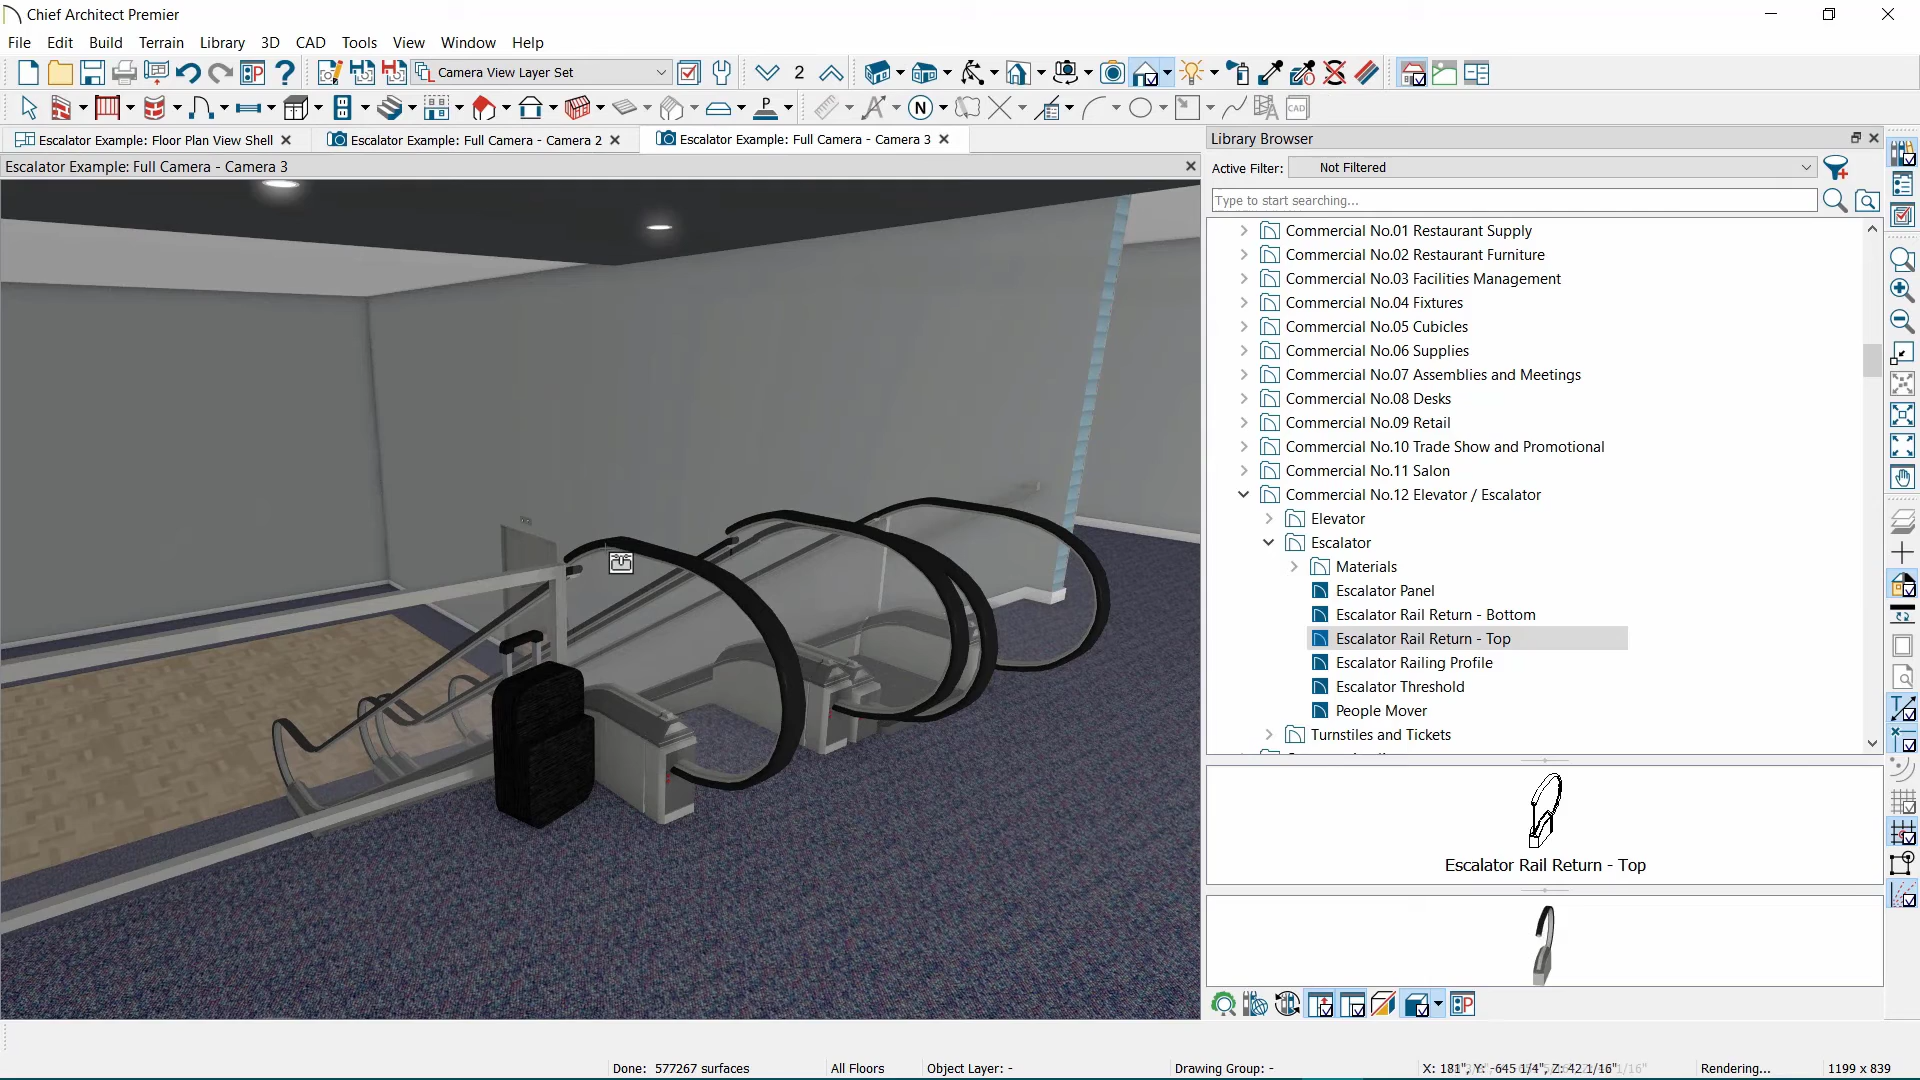 Chief Architect Premier
File Edit Build Terrain Library 3D CAD Tools View Window Help
Camera View Layer Set 2
P N CAD
Escalator Example: Floor Plan View Shell
Escalator Example: Full Camera - Camera 2
Escalator Example: Full Camera - Camera 3
Escalator Example: Full Camera - Camera 3
Library Browser
Active Filter: Not Filtered
Type to start searching...
Commercial No.01 Restaurant Supply
Commercial No.02 Restaurant Furniture
Commercial No.03 Facilities Management
Commercial No.04 Fixtures
Commercial No.05 Cubicles
Commercial No.06 Supplies
Commercial No.07 Assemblies and Meetings
Commercial No.08 Desks
Commercial No.09 Retail
Commercial No.10 Trade Show and Promotional
Commercial No.11 Salon
Commercial No.12 Elevator / Escalator
Elevator
Escalator
Materials
Escalator Panel
Escalator Rail Return - Bottom
Escalator Rail Return - Top
Escalator Railing Profile
Escalator Threshold
People Mover
Turnstiles and Tickets
Escalator Rail Return - Top
Done: 577267 surfaces
All Floors
Object Layer: -
Drawing Group: -
Rendering...
1199 x 839